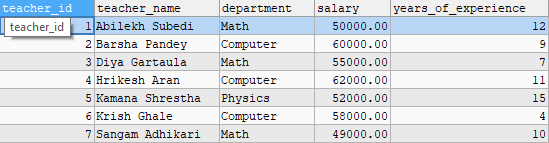 teacher_id teacher_name department salary years_of_experience
1 Abilekh Subedi Math 50000.00 12
teacher_id
2 Barsha Pandey Computer 60000.00 9
3 Diya Gartaula Math 55000.00 7
4 Hrikesh Aran Computer 62000.00 11
5 Kamana Shrestha Physics 52000.00 15
6 Krish Ghale Computer 58000.00 4
7 Sangam Adhikari Math 49000.00 10